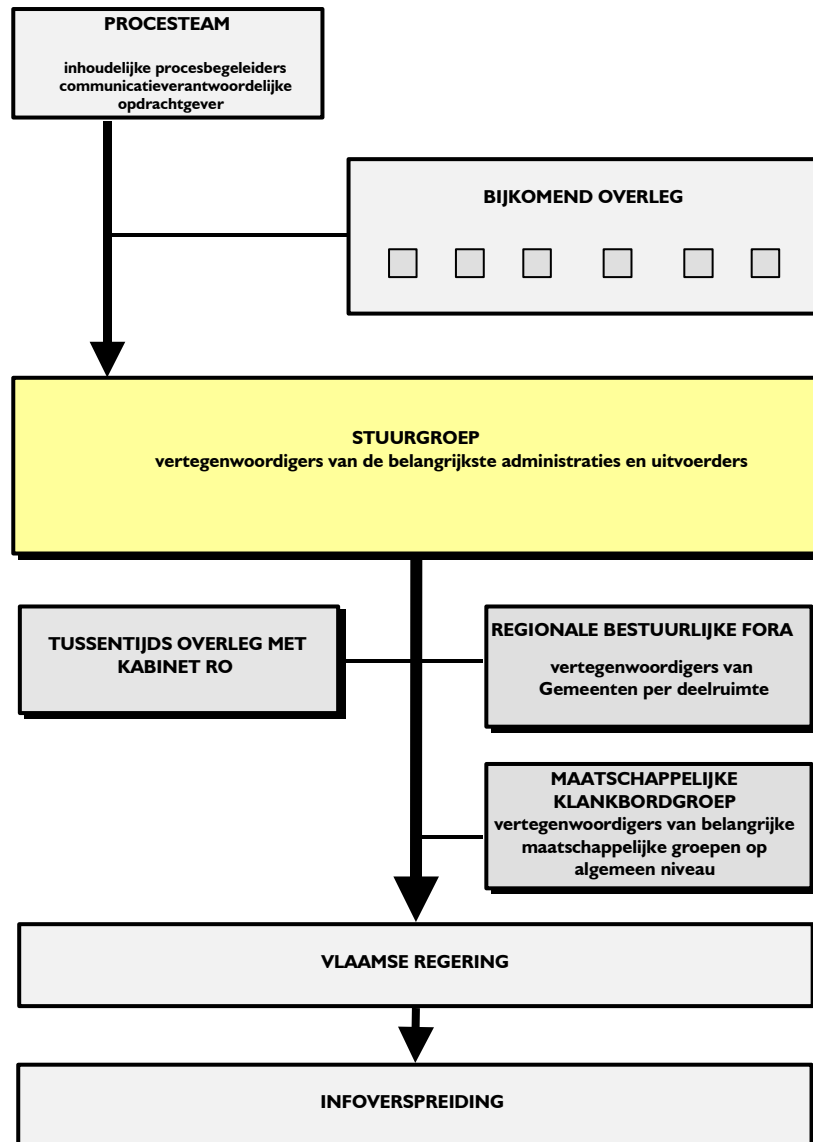 PROCESTEAM
inhoudelijke procesbegeleiders
communicatieverantwoordelijke
opdrachtgever
BIJKOMEND OVERLEG
STUURGROEP
vertegenwoordigers van de belangrijkste administraties en uitvoerders
TUSSENTIJDS OVERLEG MET
KABINET RO
REGIONALE BESTUURLIJKE FORA
vertegenwoordigers van
Gemeenten per deelruimte
MAATSCHAPPELIJKE
KLANKBORDGROEP
vertegenwoordigers van belangrijke
maatschappelijke groepen op
algemeen niveau
VLAAMSE REGERING
INFOVERSPREIDING